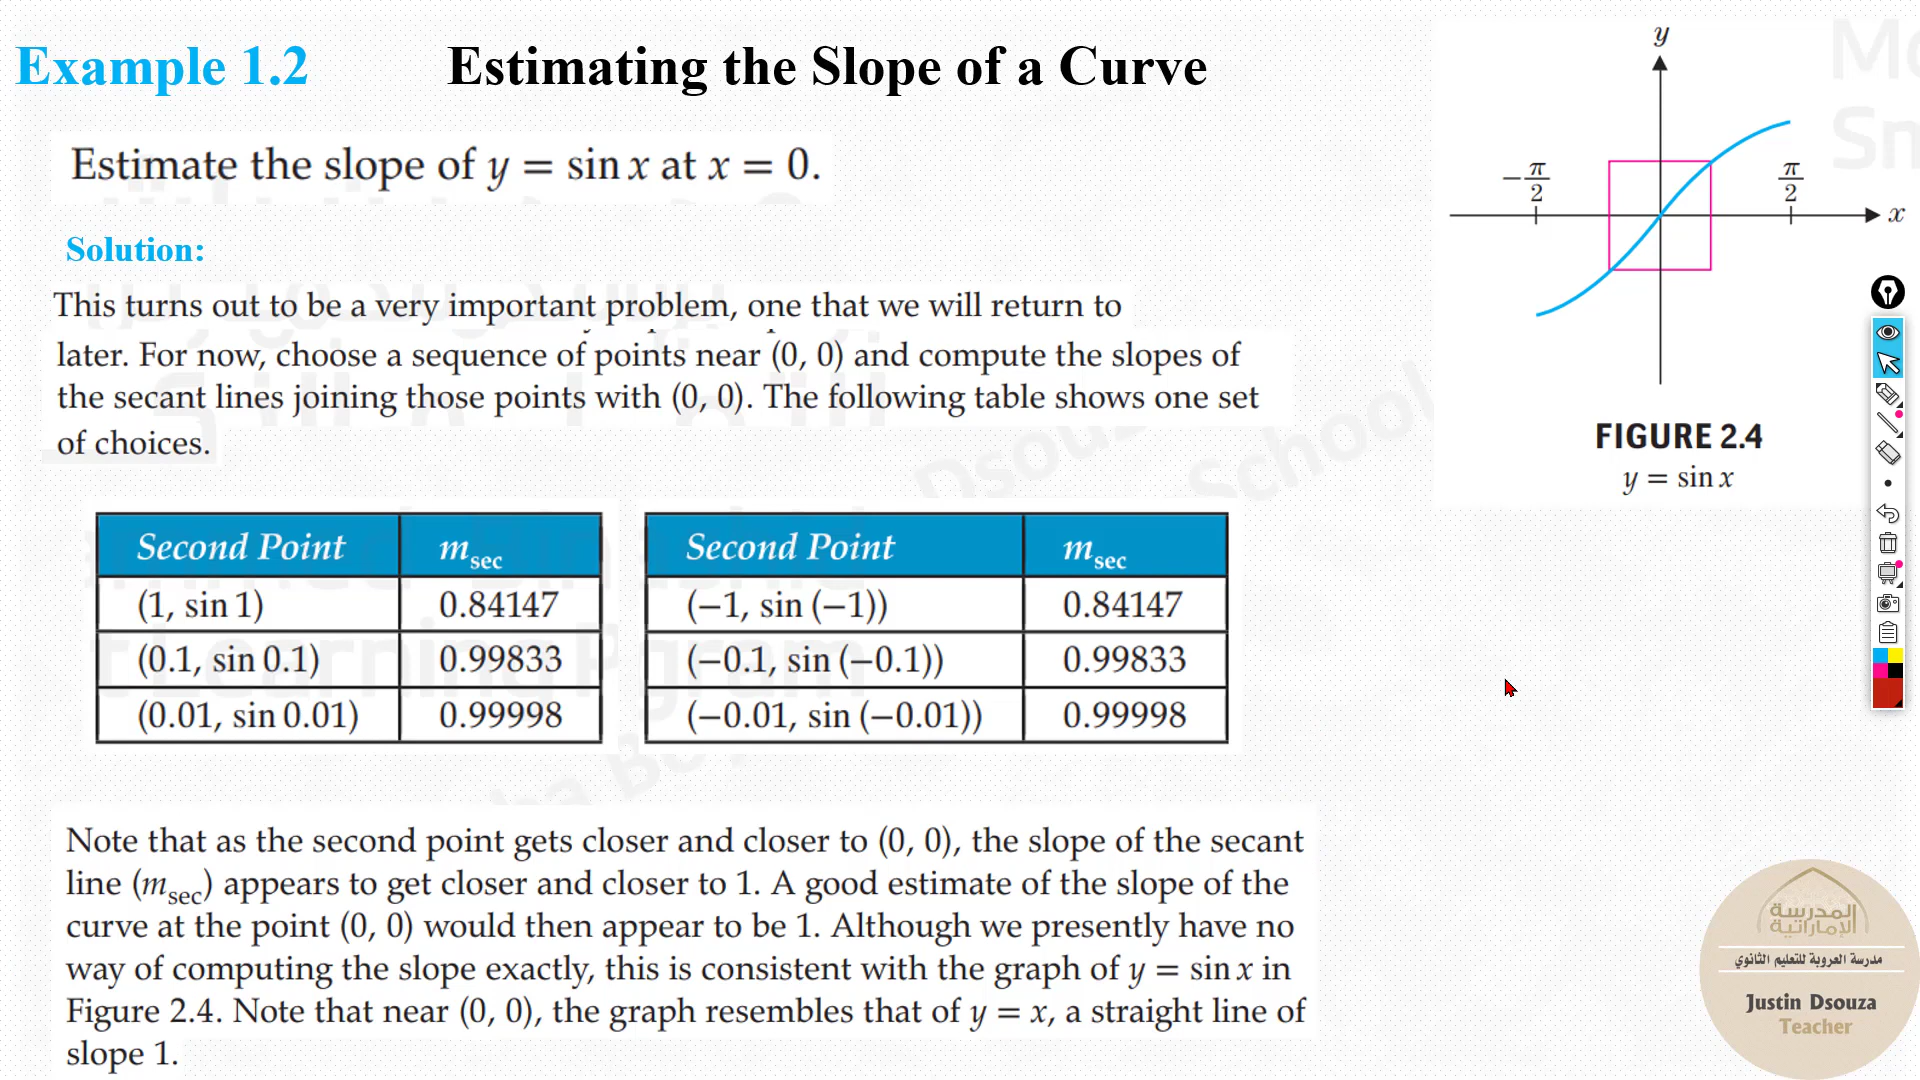 Example 1.2 Estimating the Slope of a Curve
Estimate the slope of y = sin x at x = 0.
Solution:
This turns out to be a very important problem, one that we will return to
later. For now, choose a sequence of points near (0, 0) and compute the slopes of
the secant lines joining those points with (0, 0). The following table shows one set
of choices.
Second Point m_sec
(1, sin 1) 0.84147
(0.1, sin 0.1) 0.99833
(0.01, sin 0.01) 0.99998
Second Point m_sec
(−1, sin (−1)) 0.84147
(−0.1, sin (−0.1)) 0.99833
(−0.01, sin (−0.01)) 0.99998
Note that as the second point gets closer and closer to (0, 0), the slope of the secant
line (m_sec) appears to get closer and closer to 1. A good estimate of the slope of the
curve at the point (0, 0) would then appear to be 1. Although we presently have no
way of computing the slope exactly, this is consistent with the graph of y = sin x in
Figure 2.4. Note that near (0, 0), the graph resembles that of y = x, a straight line of
slope 1.
y
−π/2
π/2
x
FIGURE 2.4
y = sin x
المدرسة
الإماراتية
مدرسة العروبة للتعليم الثانوي
Justin Dsouza
Teacher
School